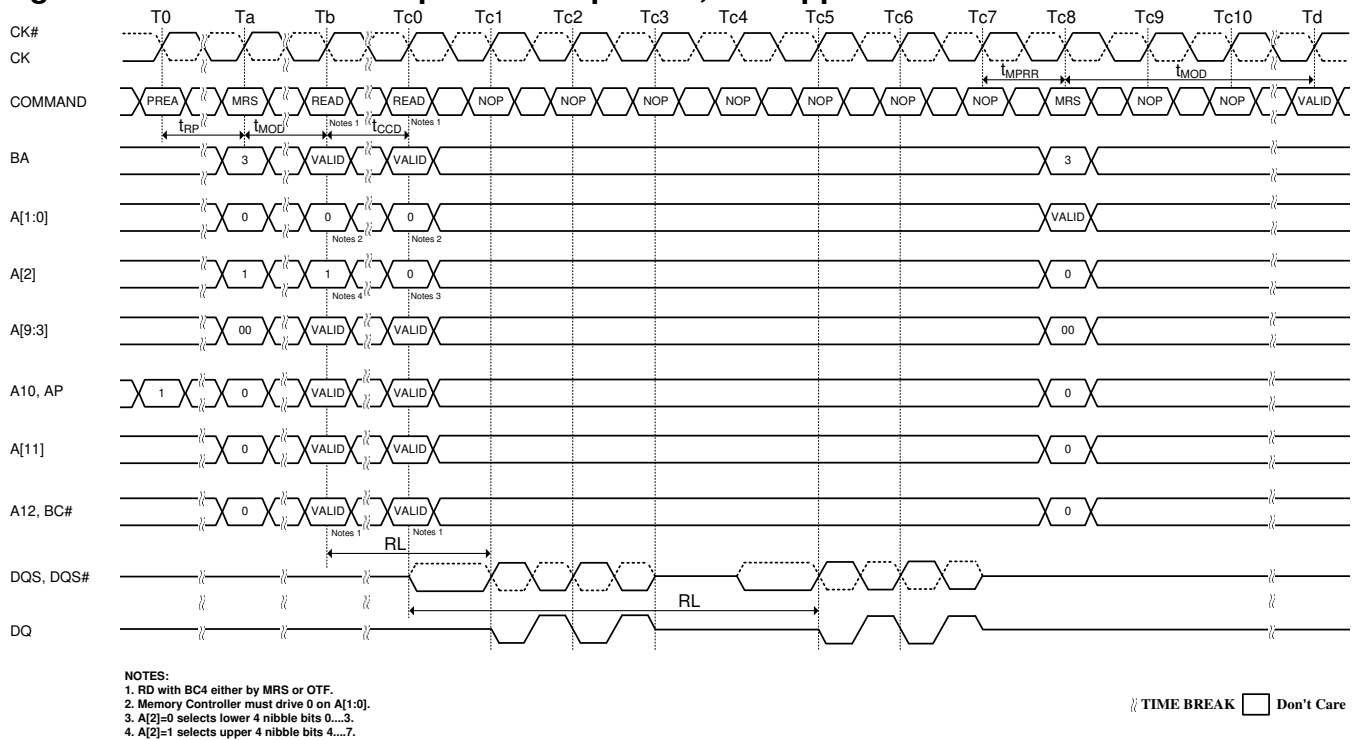 T0 Ta Tb Tc0 Tc1 Tc2 Tc3 Tc4 Tc5 Tc6 Tc7 Tc8 Tc9 Tc10 Td
CK#
CK
tMPRR tMOD
COMMAND PREA MRS READ READ NOP NOP NOP NOP NOP NOP NOP MRS NOP NOP VALID
Notes 1 Notes 1
tRP tMOD tCCD
BA 3 VALID VALID 3
A[1:0] 0 0 0 VALID
Notes 2 Notes 2
A[2] 1 1 0 0
Notes 4 Notes 3
A[9:3] 00 VALID VALID 00
A10, AP 1 0 VALID VALID 0
A[11] 0 VALID VALID 0
A12, BC# 0 VALID VALID 0
Notes 1 Notes 1
RL
DQS, DQS#
RL
DQ
NOTES:
1. RD with BC4 either by MRS or OTF.
2. Memory Controller must drive 0 on A[1:0].
3. A[2]=0 selects lower 4 nibble bits 0....3.
4. A[2]=1 selects upper 4 nibble bits 4....7.
TIME BREAK Don't Care